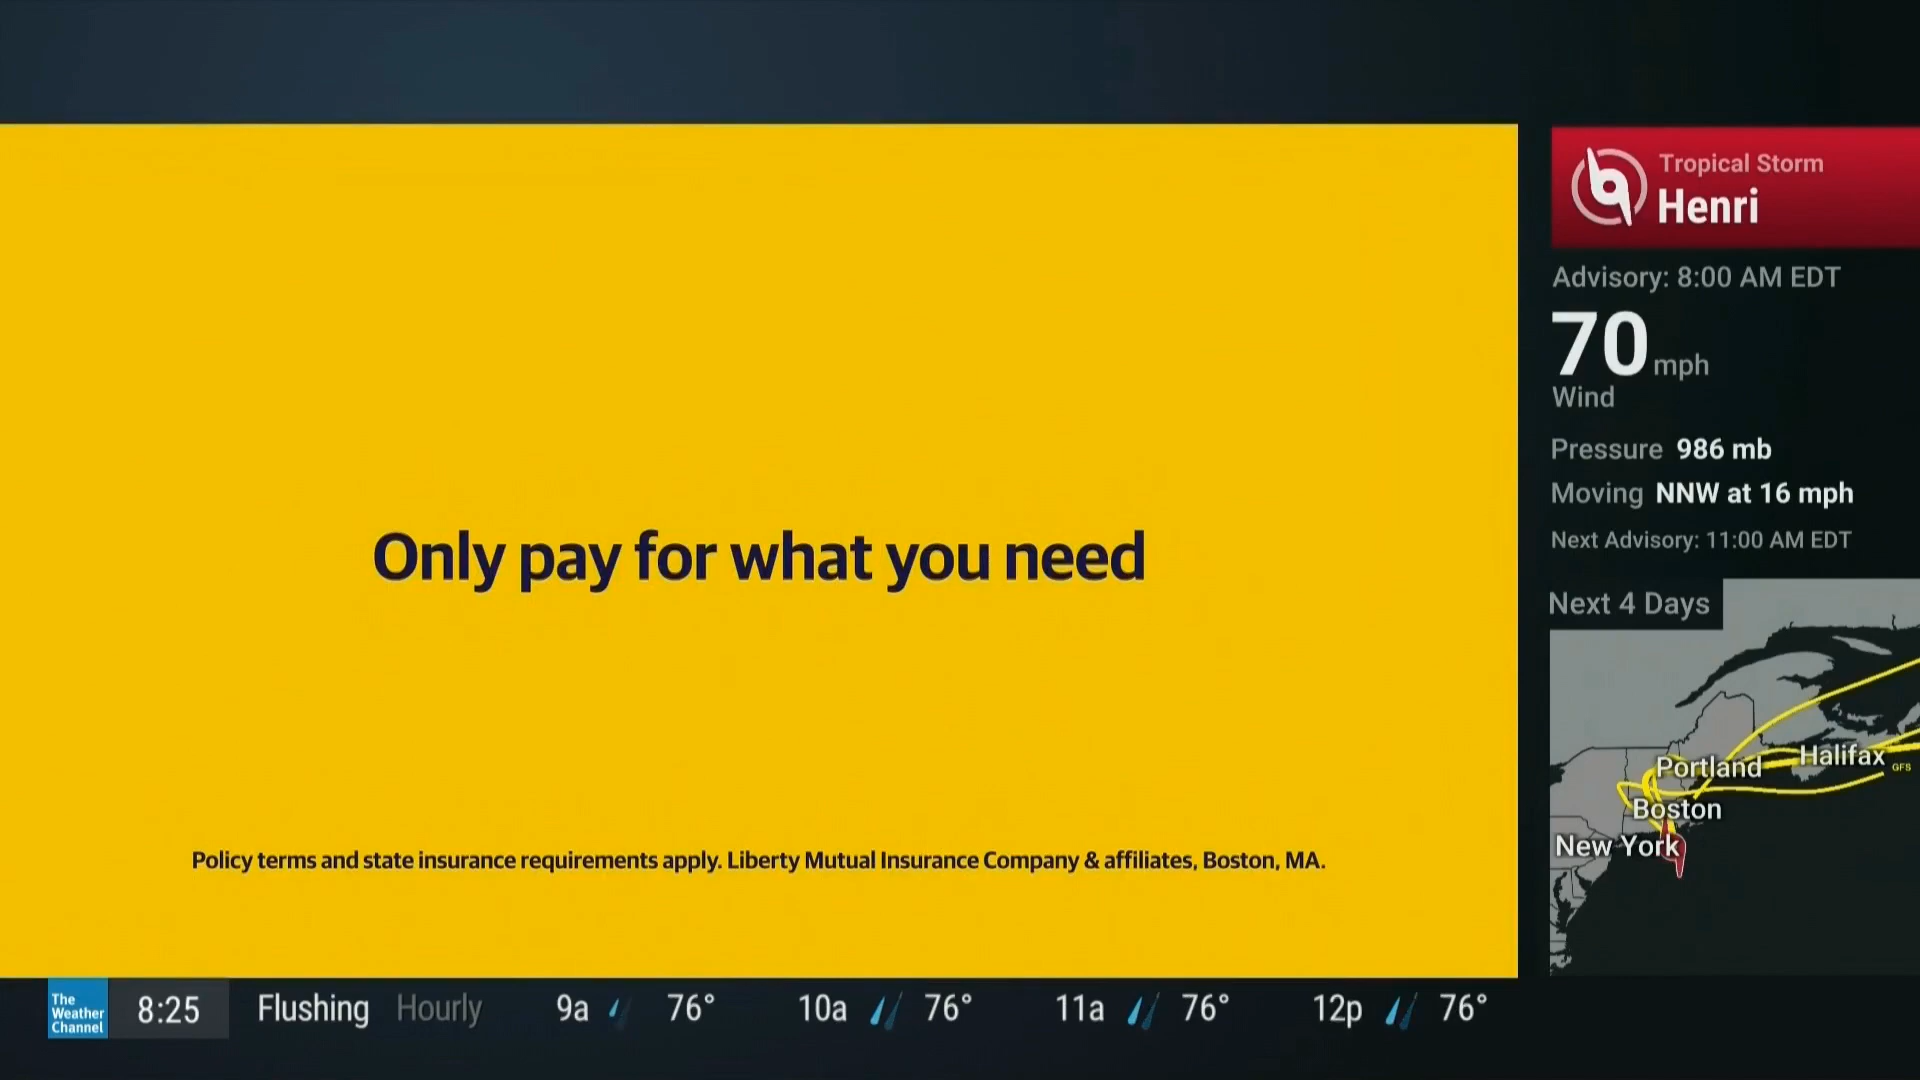 Only pay for what you need
Policy terms and state insurance requirements apply. Liberty Mutual Insurance Company & affiliates, Boston, MA.
Tropical Storm
Henri
Advisory: 8:00 AM EDT
70 mph
Wind
Pressure 986 mb
Moving NNW at 16 mph
Next Advisory: 11:00 AM EDT
Next 4 Days
Portland
Halifax
GFS
Boston
New York
The
Weather
Channel
8:25
Flushing Hourly 9a 76° 10a 76° 11a 76° 12p 76°